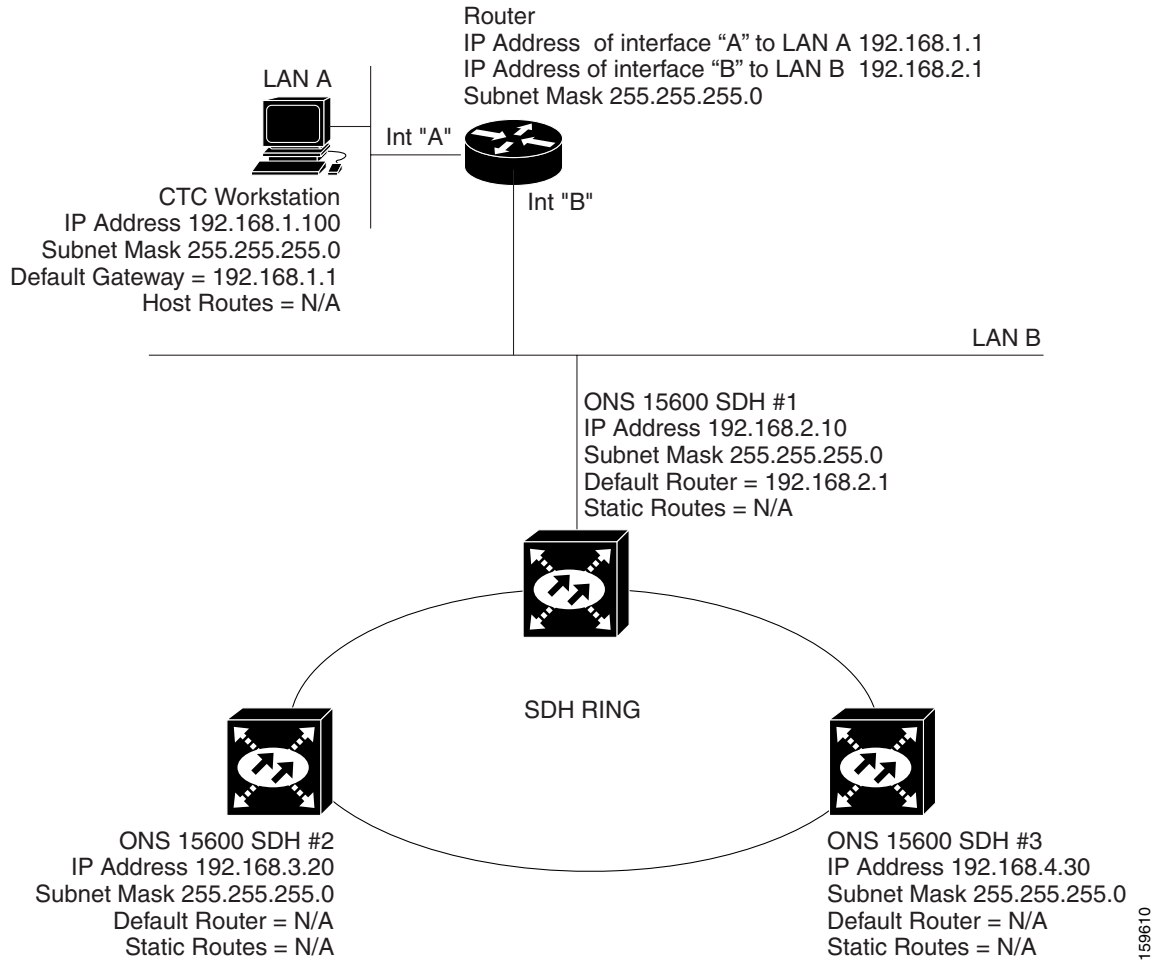 Router
IP Address of interface “A” to LAN A 192.168.1.1
IP Address of interface “B” to LAN B 192.168.2.1
Subnet Mask 255.255.255.0
LAN A
Int "A"
Int "B"
CTC Workstation
IP Address 192.168.1.100
Subnet Mask 255.255.255.0
Default Gateway = 192.168.1.1
Host Routes = N/A
LAN B
ONS 15600 SDH #1
IP Address 192.168.2.10
Subnet Mask 255.255.255.0
Default Router = 192.168.2.1
Static Routes = N/A
SDH RING
ONS 15600 SDH #2
IP Address 192.168.3.20
Subnet Mask 255.255.255.0
Default Router = N/A
Static Routes = N/A
ONS 15600 SDH #3
IP Address 192.168.4.30
Subnet Mask 255.255.255.0
Default Router = N/A
Static Routes = N/A
159610